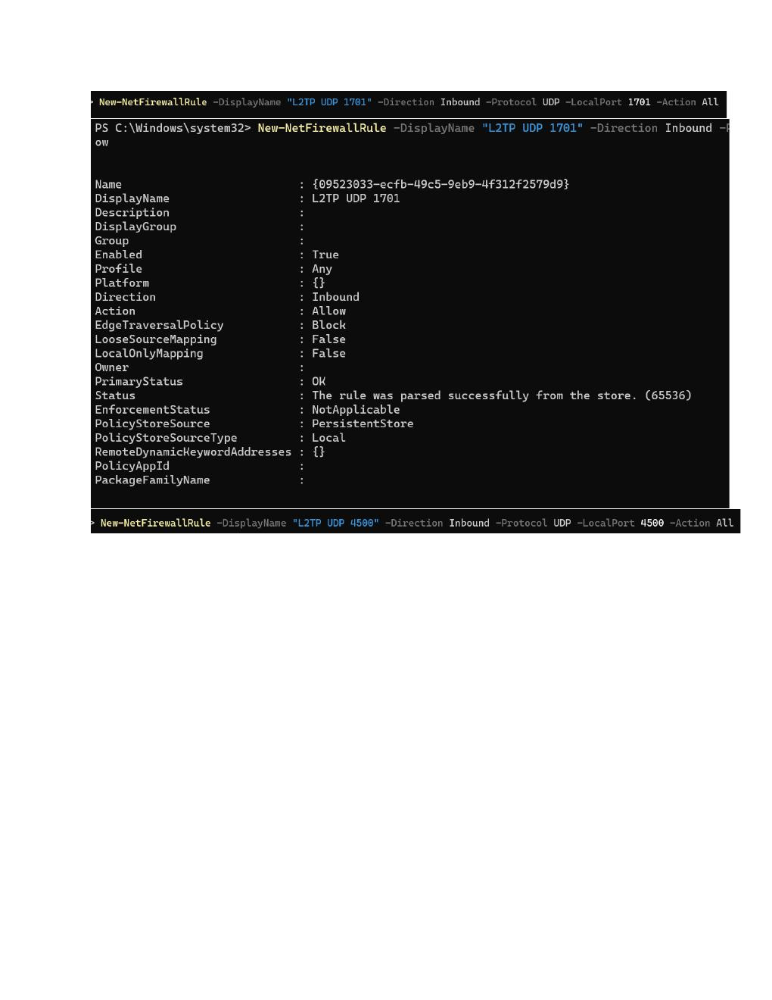 > New-NetFirewallRule -DisplayName "L2TP UDP 1701" -Direction Inbound -Protocol UDP -LocalPort 1701 -Action All
PS C:\Windows\system32> New-NetFirewallRule -DisplayName "L2TP UDP 1701" -Direction Inbound -P
ow
Name : {09523033-ecfb-49c5-9eb9-4f312f2579d9}
DisplayName : L2TP UDP 1701
Description :
DisplayGroup :
Group :
Enabled : True
Profile : Any
Platform : {}
Direction : Inbound
Action : Allow
EdgeTraversalPolicy : Block
LooseSourceMapping : False
LocalOnlyMapping : False
Owner :
PrimaryStatus : OK
Status : The rule was parsed successfully from the store. (65536)
EnforcementStatus : NotApplicable
PolicyStoreSource : PersistentStore
PolicyStoreSourceType : Local
RemoteDynamicKeywordAddresses : {}
PolicyAppId :
PackageFamilyName :
> New-NetFirewallRule -DisplayName "L2TP UDP 4500" -Direction Inbound -Protocol UDP -LocalPort 4500 -Action All